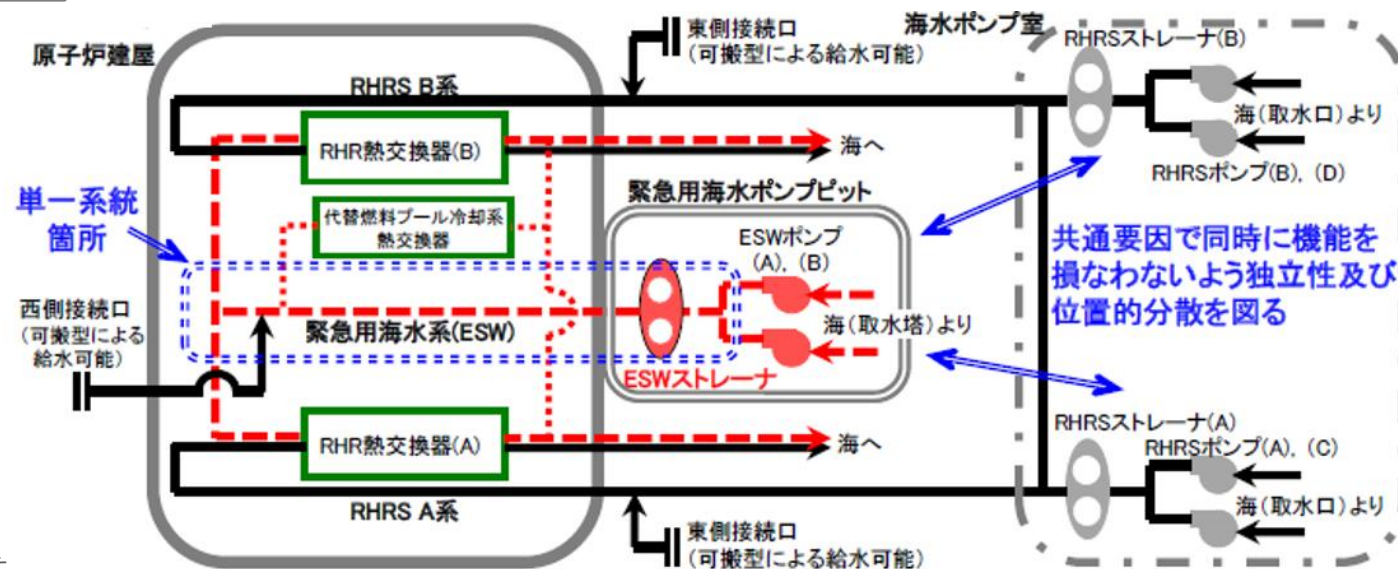 原子炉建屋
東側接続口
(可搬型による給水可能)
海水ポンプ室
RHRSストレーナ(B)
RHRS B系
海(取水口)より
RHR熱交換器(B)
海へ
RHRSポンプ(B), (D)
単一系統
箇所
代替燃料プール冷却系
熱交換器
緊急用海水ポンプピット
ESWポンプ
(A), (B)
共通要因で同時に機能を
損なわないよう独立性及び
位置的分散を図る
西側接続口
(可搬型による
給水可能)
緊急用海水系(ESW)
海(取水塔)より
ESWストレーナ
RHRSストレーナ(A)
RHR熱交換器(A)
海へ
RHRSポンプ(A), (C)
海(取水口)より
RHRS A系
東側接続口
(可搬型による給水可能)